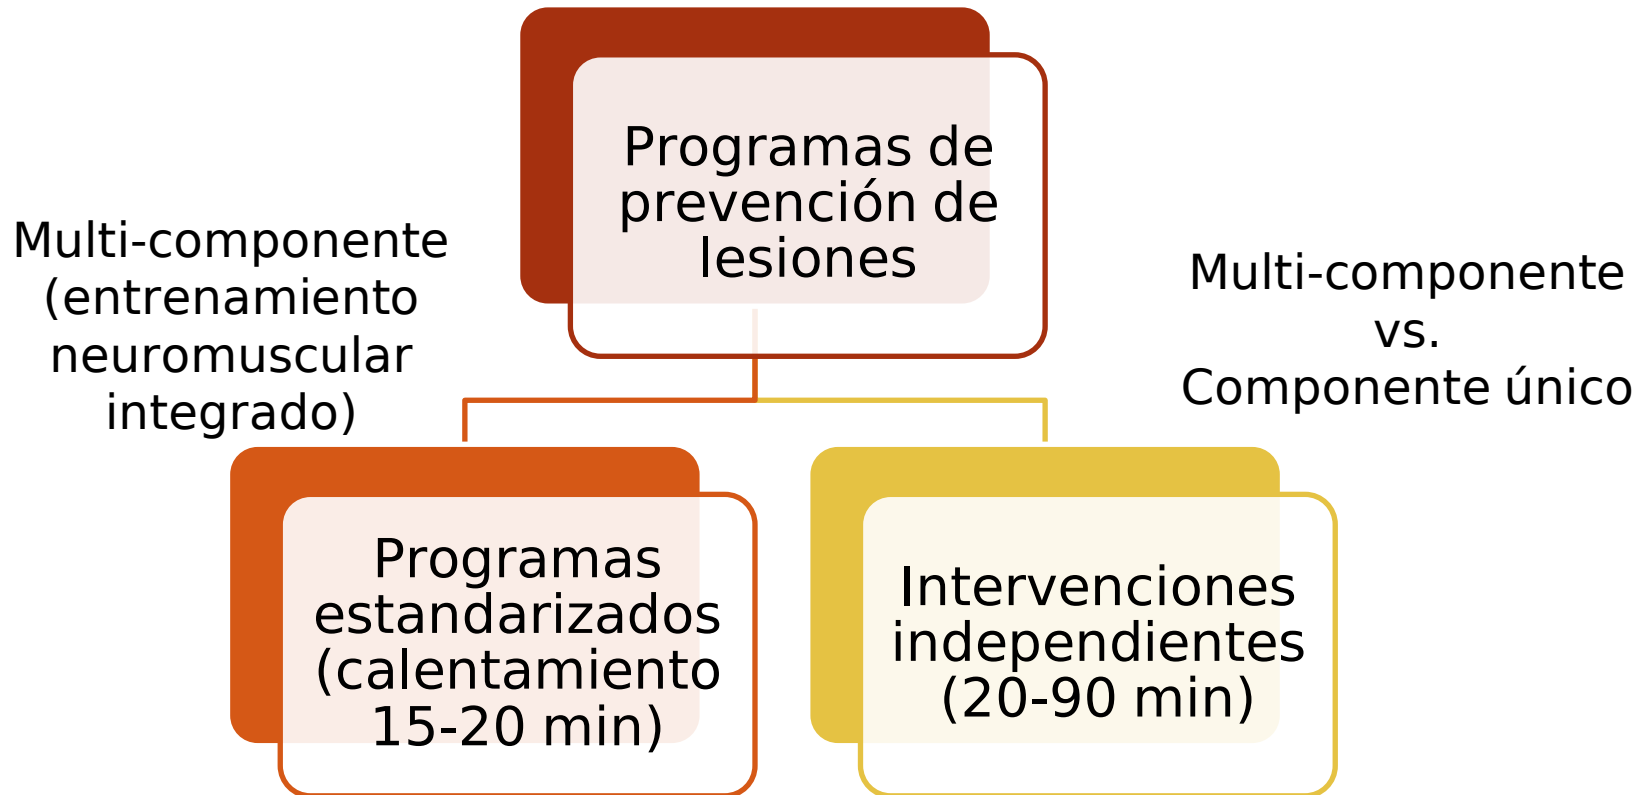 Programas de
prevención de
lesiones
Multi-componente
(entrenamiento
neuromuscular
integrado)
Multi-componente
vs.
Componente único
Programas
estandarizados
(calentamiento
15-20 min)
Intervenciones
independientes
(20-90 min)